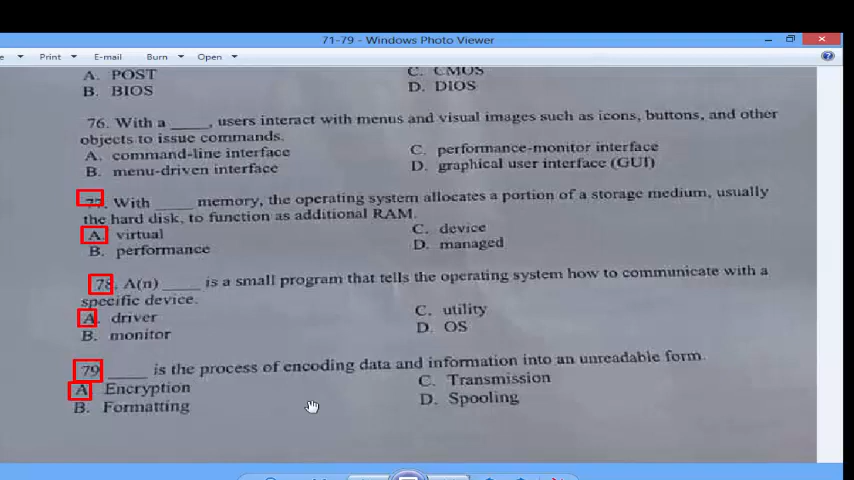 71-79 - Windows Photo Viewer
Print E-mail Burn Open
A. POST C. CMOS
B. BIOS D. DIOS
76. With a ____, users interact with menus and visual images such as icons, buttons, and other
objects to issue commands.
A. command-line interface C. performance-monitor interface
B. menu-driven interface D. graphical user interface (GUI)
77. With ____ memory, the operating system allocates a portion of a storage medium, usually
the hard disk, to function as additional RAM.
A. virtual C. device
B. performance D. managed
78. A(n) ____ is a small program that tells the operating system how to communicate with a
specific device.
A. driver C. utility
B. monitor D. OS
79 ____ is the process of encoding data and information into an unreadable form.
A Encryption C. Transmission
B. Formatting D. Spooling